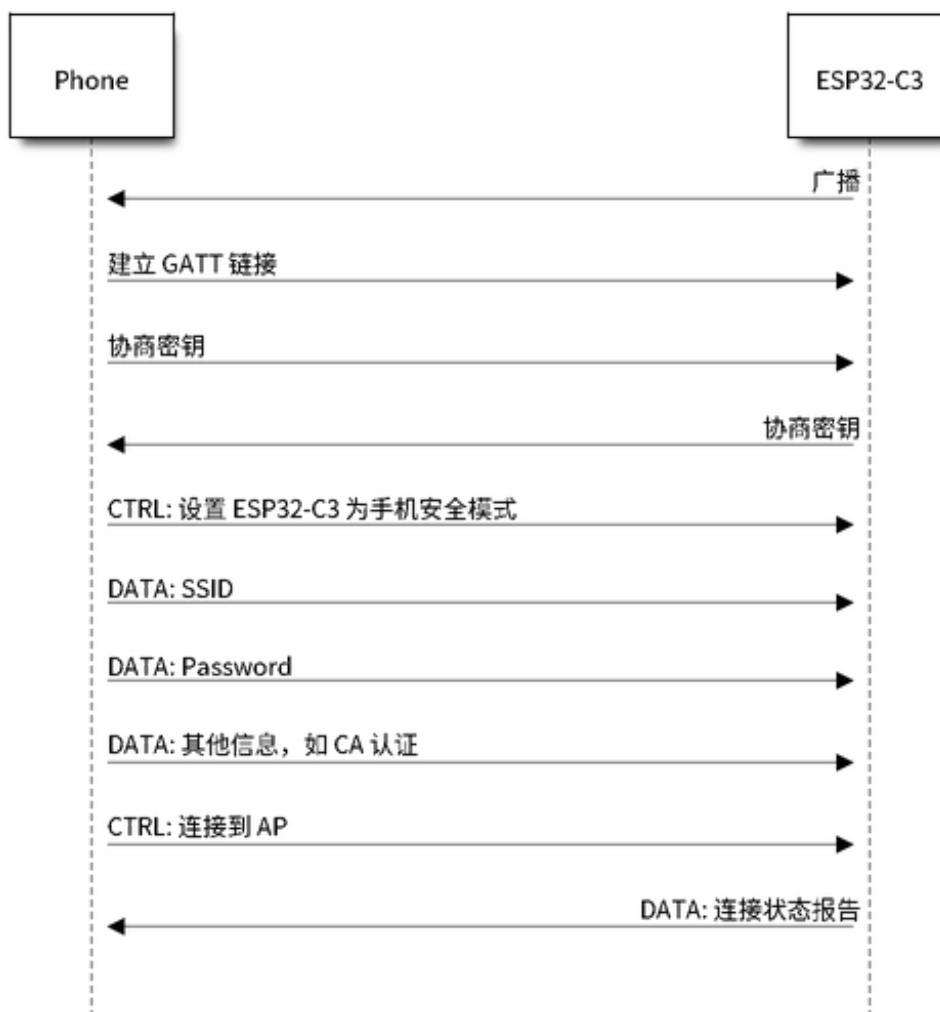 Phone
ESP32-C3
广播
建立 GATT 链接
协商密钥
协商密钥
CTRL: 设置 ESP32-C3 为手机安全模式
DATA: SSID
DATA: Password
DATA: 其他信息，如 CA 认证
CTRL: 连接到 AP
DATA: 连接状态报告